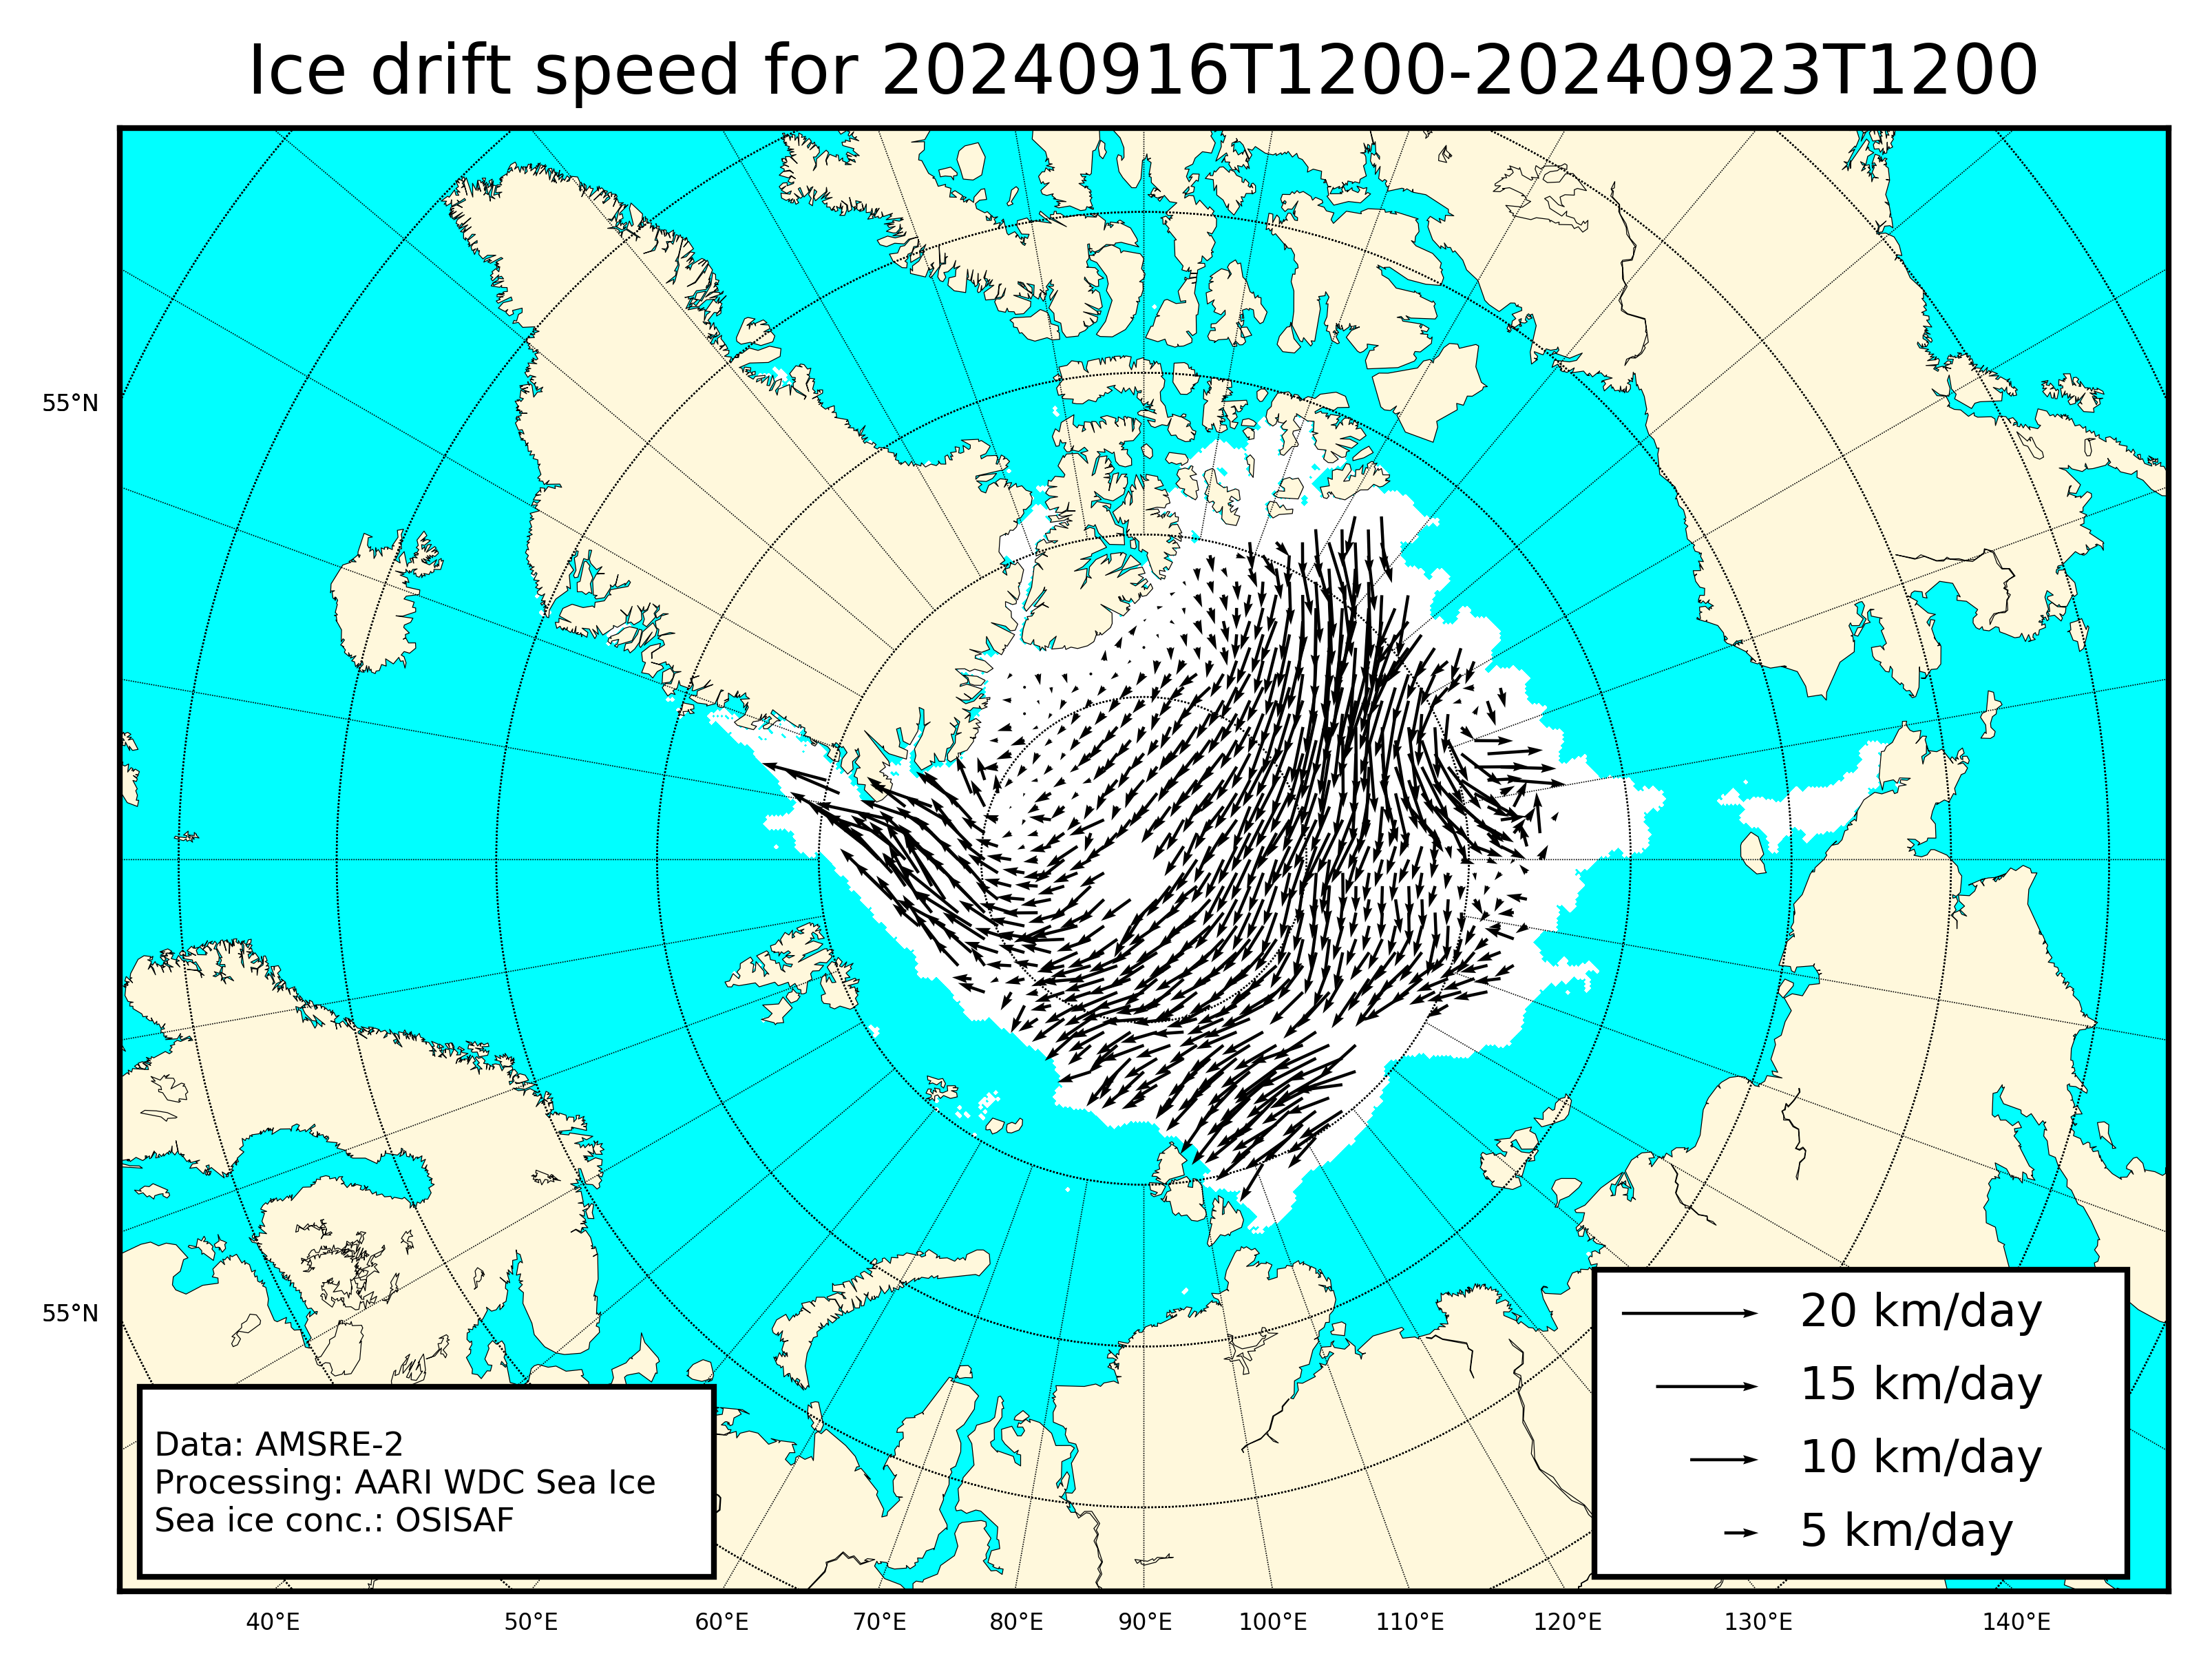 Ice drift speed for 20240916T1200-20240923T1200
55°N
55°N
20 km/day
15 km/day
10 km/day
5 km/day
Data: AMSRE-2
Processing: AARI WDC Sea Ice
Sea ice conc.: OSISAF
40°E 50°E 60°E 70°E 80°E 90°E 100°E 110°E 120°E 130°E 140°E